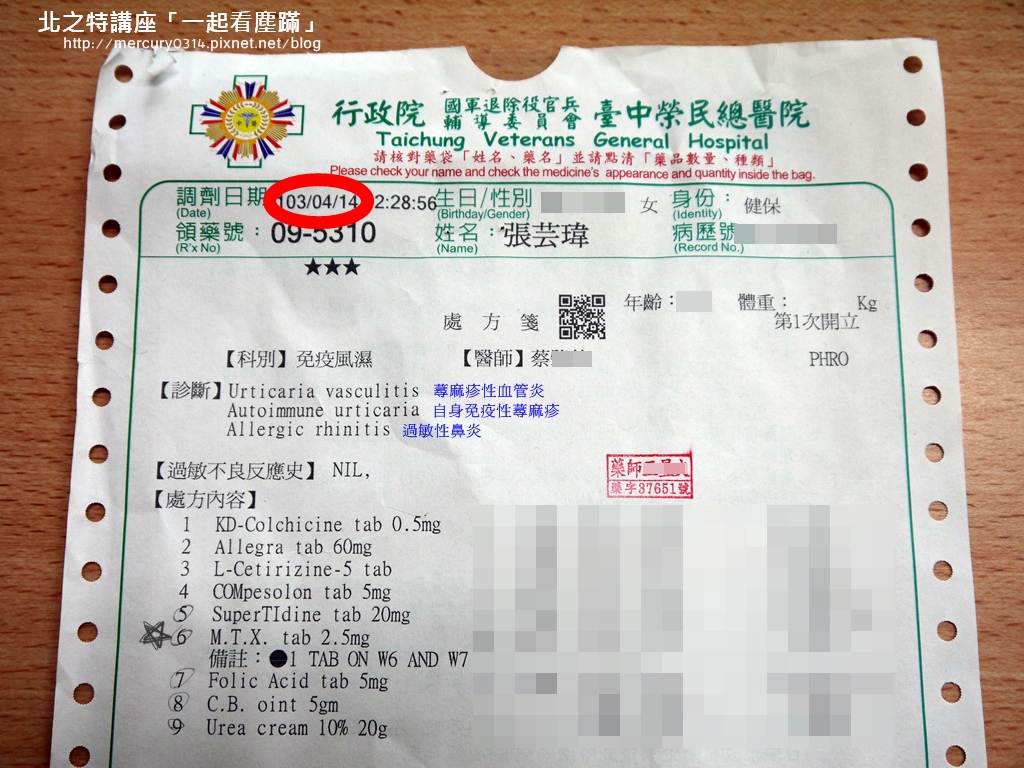 北之特講座「一起看塵蹣」
http://mercury0314.pixnet.net/blog
行政院 國軍退除役官兵輔導委員會 臺中榮民總醫院
Taichung Veterans General Hospital
請核對藥袋「姓名、藥名」並請點清「藥品數量、種類」
Please check your name and check the medicine's appearance and quantity inside the bag.
調劑日期 103/04/14 2:28:56 生日/性別 女 身份: 健保
(Date) (Birthday/Gender) (Identity)
領藥號: 09-5310 姓名: 張芸瑋 病歷號
(R'x No) (Name) (Record No.)
★★★
年齡: 體重: Kg
處方箋 第1次開立
【科別】免疫風濕 【醫師】蔡 PHRO
【診斷】Urticaria vasculitis 蕁麻疹性血管炎
Autoimmune urticaria 自身免疫性蕁麻疹
Allergic rhinitis 過敏性鼻炎
【過敏不良反應史】 NIL,
藥師
藥字37651號
【處方內容】
1 KD-Colchicine tab 0.5mg
2 Allegra tab 60mg
3 L-Cetirizine-5 tab
4 COMpesolon tab 5mg
5 SuperTIdine tab 20mg
6 M.T.X. tab 2.5mg
備註:●1 TAB ON W6 AND W7
7 Folic Acid tab 5mg
8 C.B. oint 5gm
9 Urea cream 10% 20g